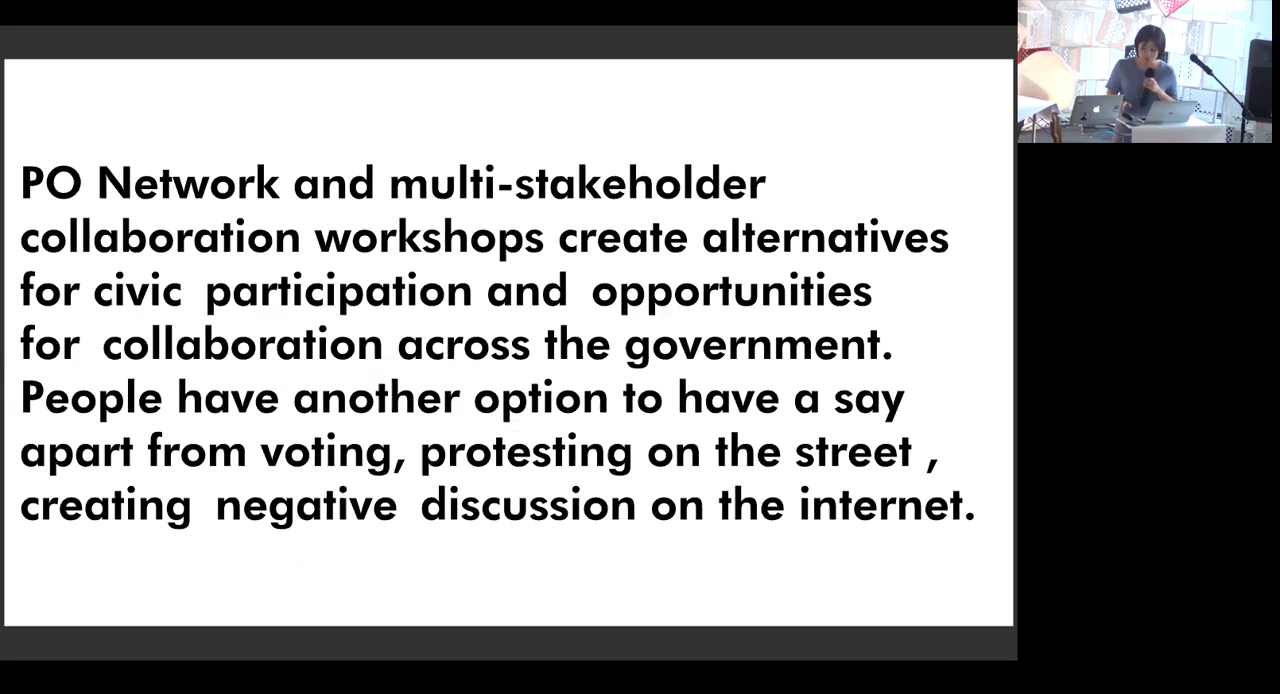 PO Network and multi-stakeholder
collaboration workshops create alternatives
for civic participation and opportunities
for collaboration across the government.
People have another option to have a say
apart from voting, protesting on the street ,
creating negative discussion on the internet.